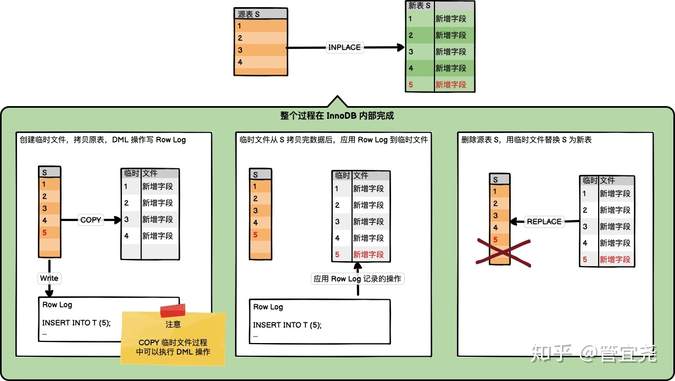 源表 S
1
2
3
4
INPLACE
新表 S
1 新增字段
2 新增字段
3 新增字段
4 新增字段
5 新增字段
整个过程在 InnoDB 内部完成
创建临时文件，拷贝原表，DML 操作写 Row Log
S
1
2
3
4
5
COPY
临时 文件
1 新增字段
2 新增字段
3 新增字段
4 新增字段
Write
Row Log
INSERT INTO T (5);
...
注意
COPY 临时文件过程
中可以执行 DML 操作
临时文件从 S 拷贝完数据后，应用 Row Log 到临时文件
S
1
2
3
4
5
临时 文件
1 新增字段
2 新增字段
3 新增字段
4 新增字段
5 新增字段
应用 Row Log 记录的操作
Row Log
INSERT INTO T (5);
...
删除源表 S，用临时文件替换 S 为新表
S
1
2
3
4
5
REPLACE
临时 文件
1 新增字段
2 新增字段
3 新增字段
4 新增字段
5 新增字段
知乎 @管宜尧